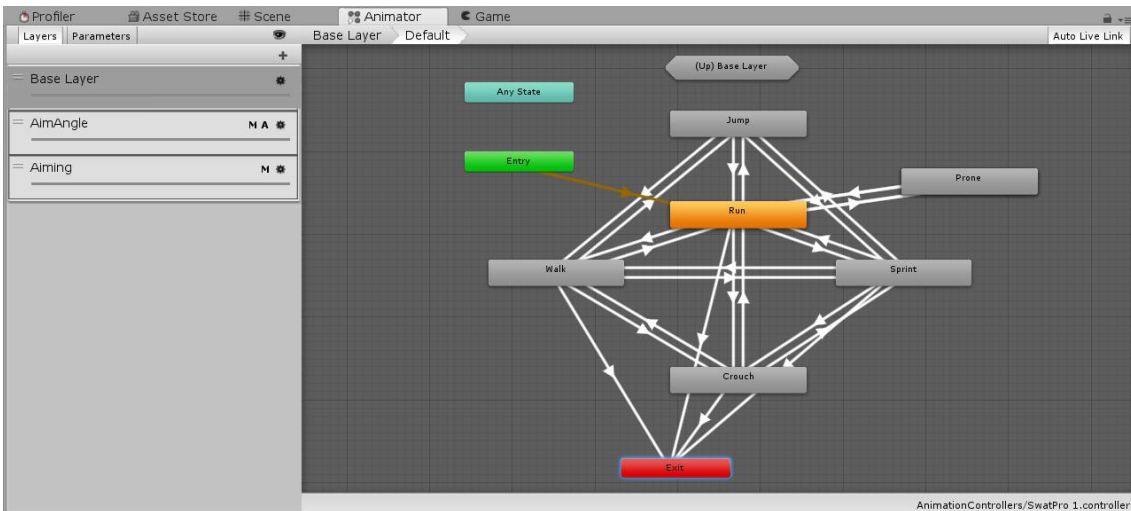 Profiler
Asset Store
Scene
Animator
Game
Layers
Parameters
Base Layer
Default
Auto Live Link
Base Layer
AimAngle
M A
Aiming
M
(Up) Base Layer
Any State
Jump
Entry
Prone
Run
Walk
Sprint
Crouch
Exit
AnimationControllers/SwatPro 1.controller